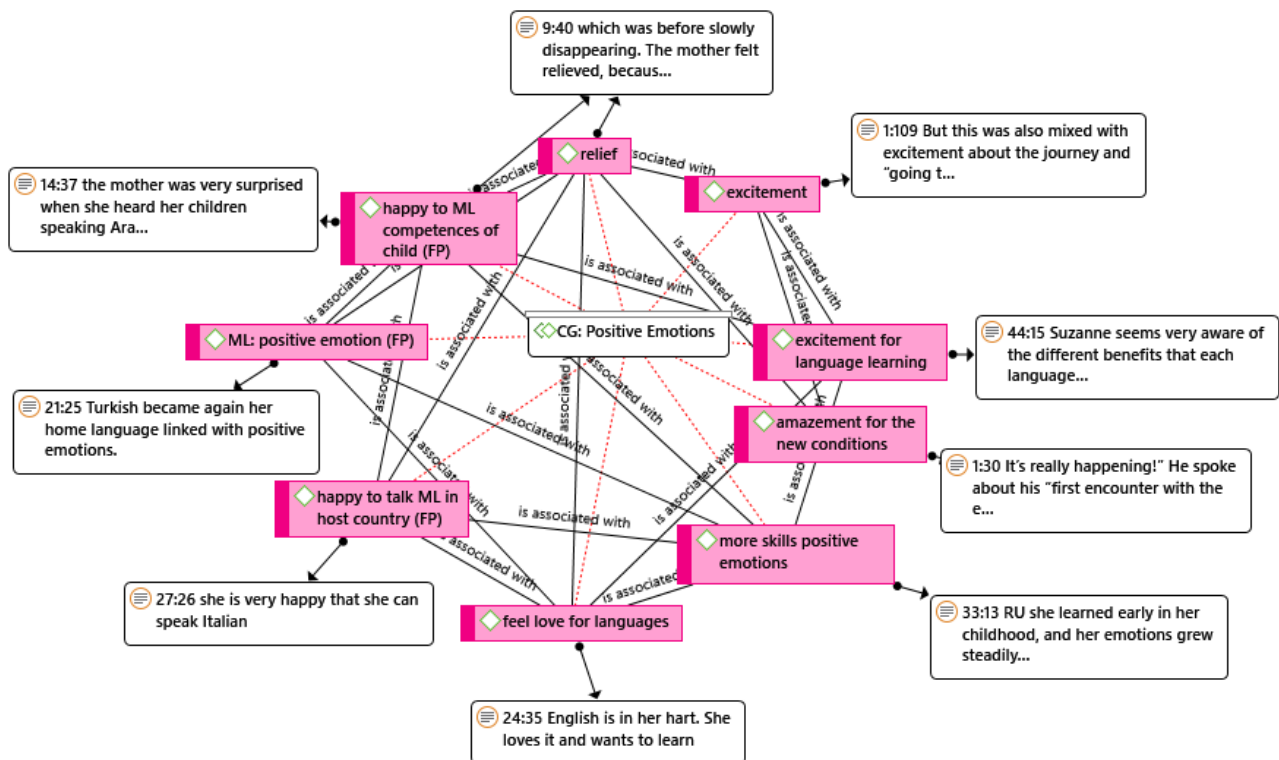 9:40 which was before slowly
disappearing. The mother felt
relieved, becaus...
1:109 But this was also mixed with
excitement about the journey and
“going t...
relief
excitement
14:37 the mother was very surprised
when she heard her children
speaking Ara...
happy to ML
competences of
child (FP)
CG: Positive Emotions
ML: positive emotion (FP)
excitement for
language learning
44:15 Suzanne seems very aware of
the different benefits that each
language...
21:25 Turkish became again her
home language linked with positive
emotions.
amazement for the
new conditions
1:30 It’s really happening!” He spoke
about his “first encounter with the
e...
happy to talk ML in
host country (FP)
more skills positive
emotions
27:26 she is very happy that she can
speak Italian
feel love for languages
33:13 RU she learned early in her
childhood, and her emotions grew
steadily...
24:35 English is in her hart. She
loves it and wants to learn
is associated with
is associated with
is associated with
is associated with
is associated with
is associated with
is associated with
is associated with